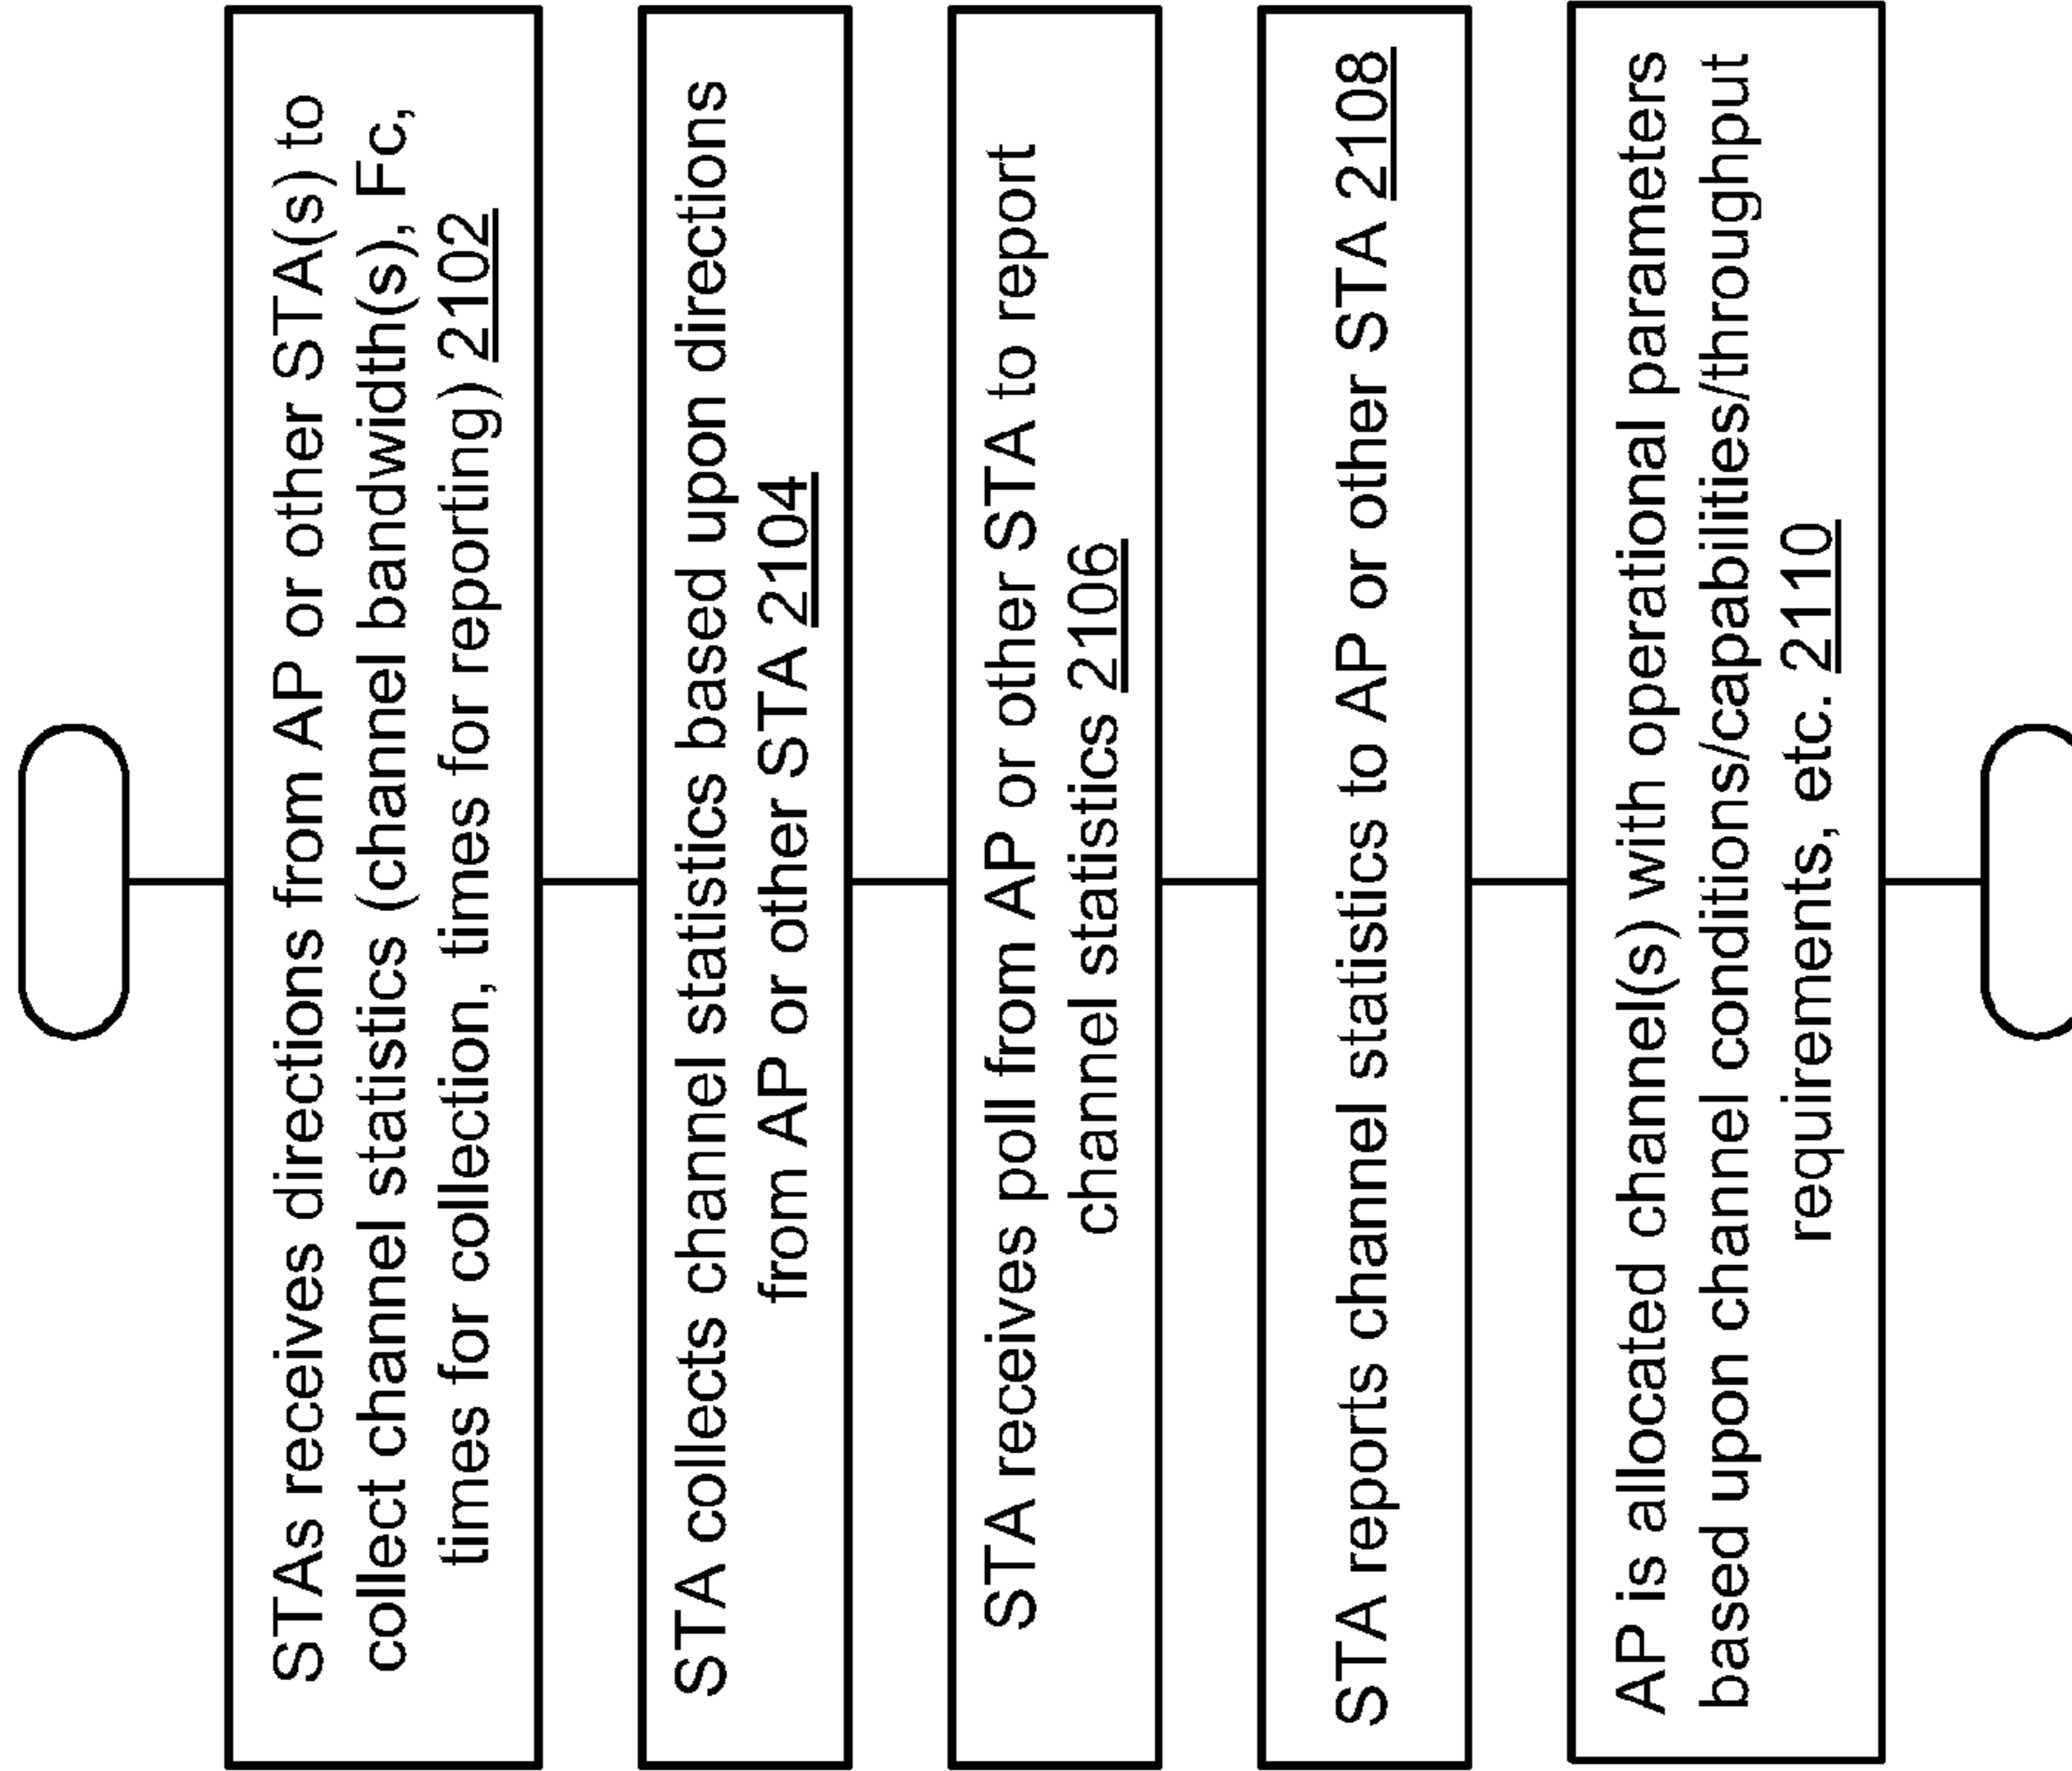 STAs receives directions from AP or other STA(s) to
collect channel statistics (channel bandwidth(s), Fc,
times for collection, times for reporting) 2102
STA collects channel statistics based upon directions
from AP or other STA 2104
STA receives poll from AP or other STA to report
channel statistics 2106
STA reports channel statistics to AP or other STA 2108
AP is allocated channel(s) with operational parameters
based upon channel conditions/capabilities/throughput
requirements, etc. 2110